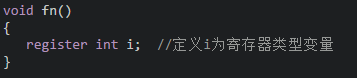 void fn()
{
register int i;  //定义i为寄存器类型变量
}